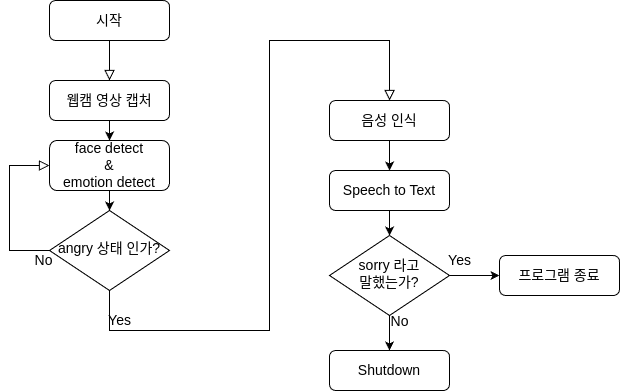 시작
웹캠 영상 캡처
face detect
&
emotion detect
angry 상태 인가?
No
Yes
음성 인식
Speech to Text
sorry 라고
말했는가?
Yes
프로그램 종료
No
Shutdown